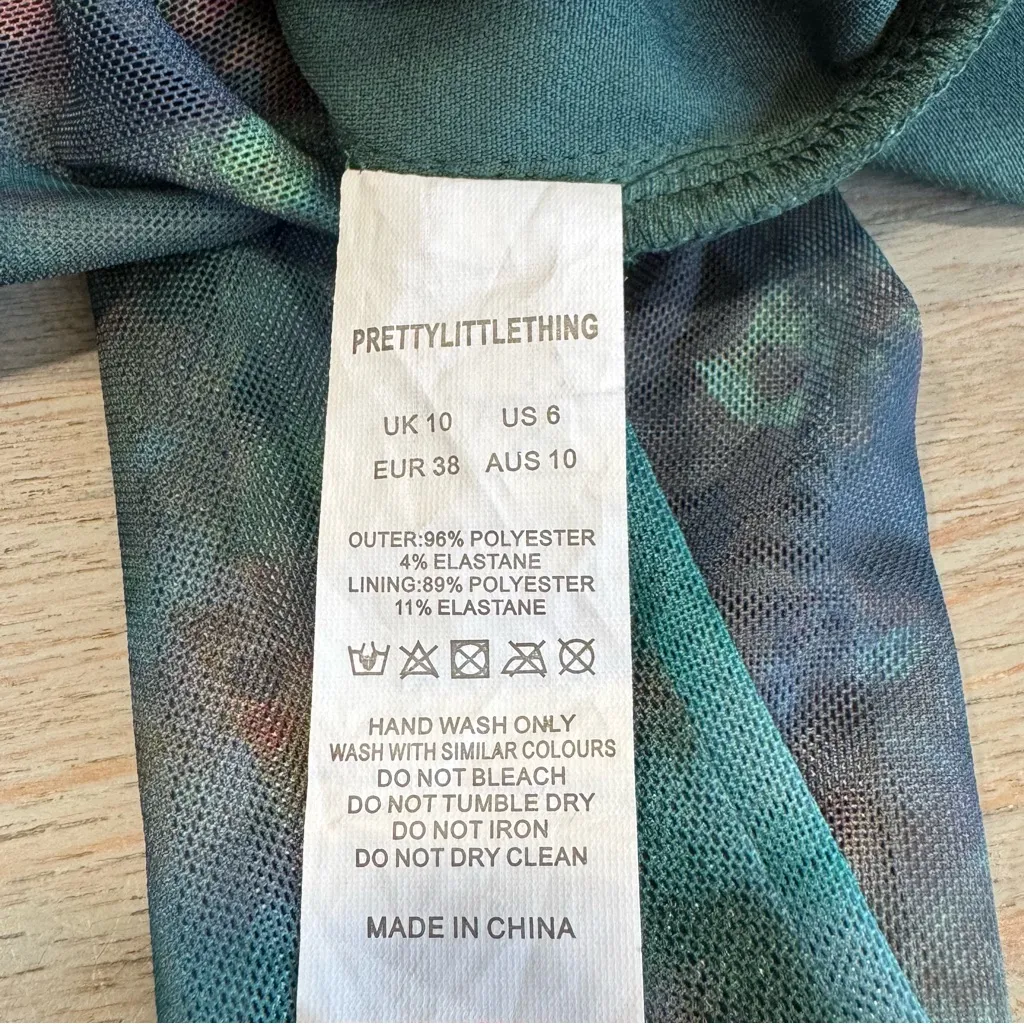 PRETTYLITTLETHING
UK 10 US 6
EUR 38 AUS 10
OUTER:96% POLYESTER
4% ELASTANE
LINING:89% POLYESTER
11% ELASTANE
HAND WASH ONLY
WASH WITH SIMILAR COLOURS
DO NOT BLEACH
DO NOT TUMBLE DRY
DO NOT IRON
DO NOT DRY CLEAN
MADE IN CHINA